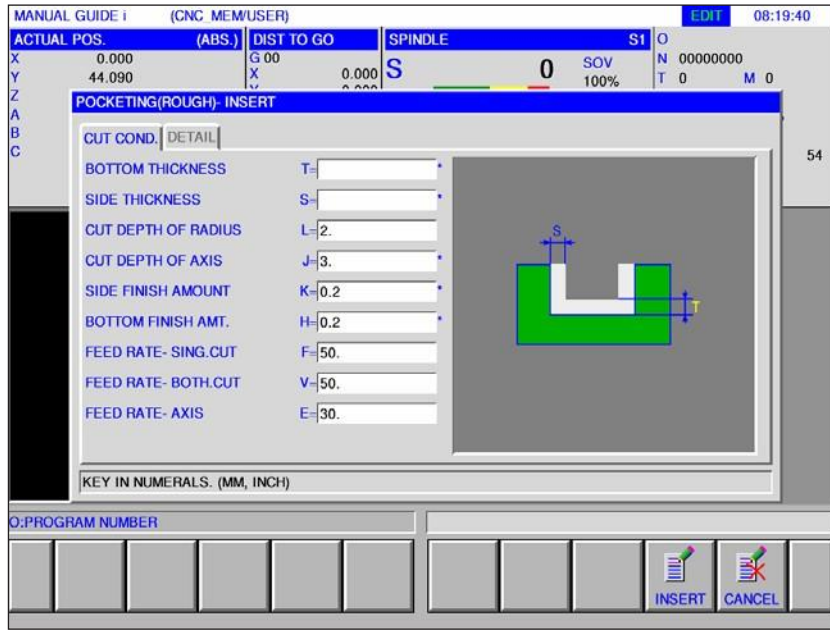 MANUAL GUIDE i (CNC_MEM/USER) EDIT 08:19:40
ACTUAL POS. (ABS.) DIST TO GO SPINDLE S1 O
X 0.000 G 00 S 0 SOV N 00000000
Y 44.090 X 0.000 100% T 0 M 0
Z
A
B
C 54
POCKETING(ROUGH)- INSERT
CUT COND. DETAIL
BOTTOM THICKNESS T= *
SIDE THICKNESS S= *
CUT DEPTH OF RADIUS L=2.
CUT DEPTH OF AXIS J=3. *
SIDE FINISH AMOUNT K=0.2 *
BOTTOM FINISH AMT. H=0.2 *
FEED RATE- SING.CUT F=50.
FEED RATE- BOTH.CUT V=50.
FEED RATE- AXIS E=30.
S
T
KEY IN NUMERALS. (MM, INCH)
O:PROGRAM NUMBER
INSERT CANCEL